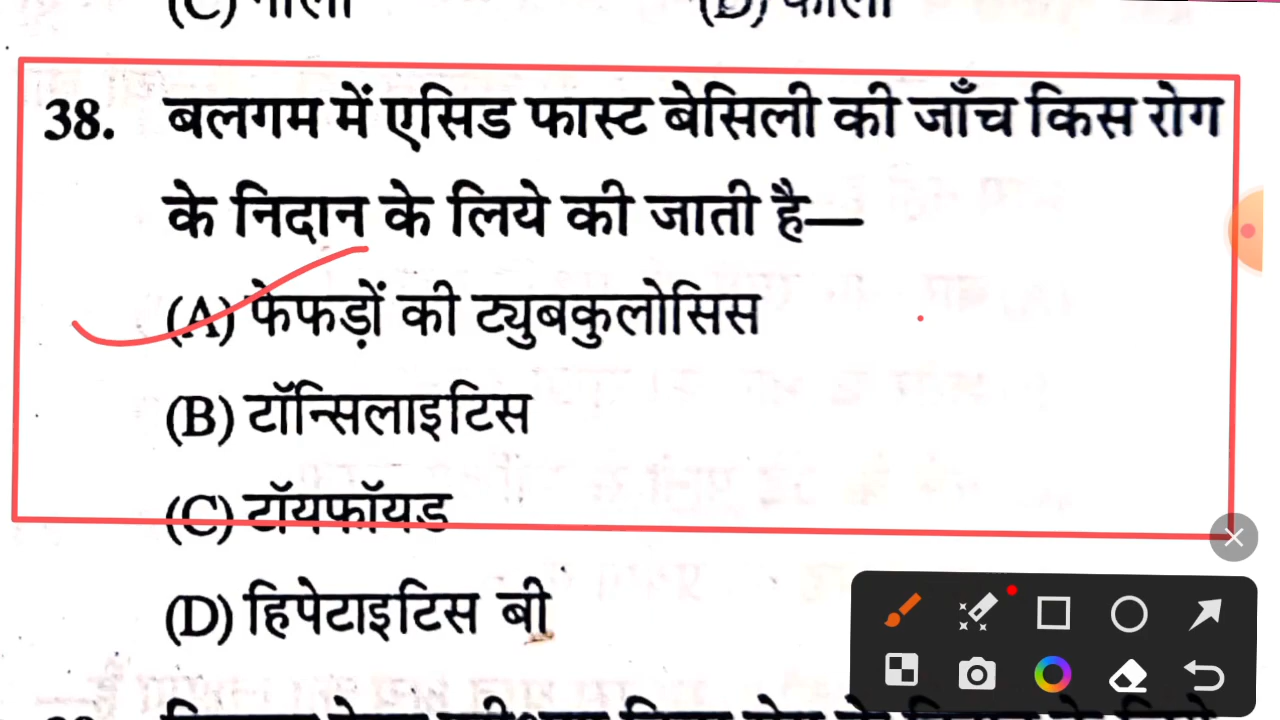 (C) नीला (D) काला
38. बलगम में एसिड फास्ट बेसिली की जाँच किस रोग
के निदान के लिये की जाती है—
(A) फेफड़ों की ट्युबकुलोसिस
(B) टॉन्सिलाइटिस
(C) टॉयफॉयड
(D) हिपेटाइटिस बी